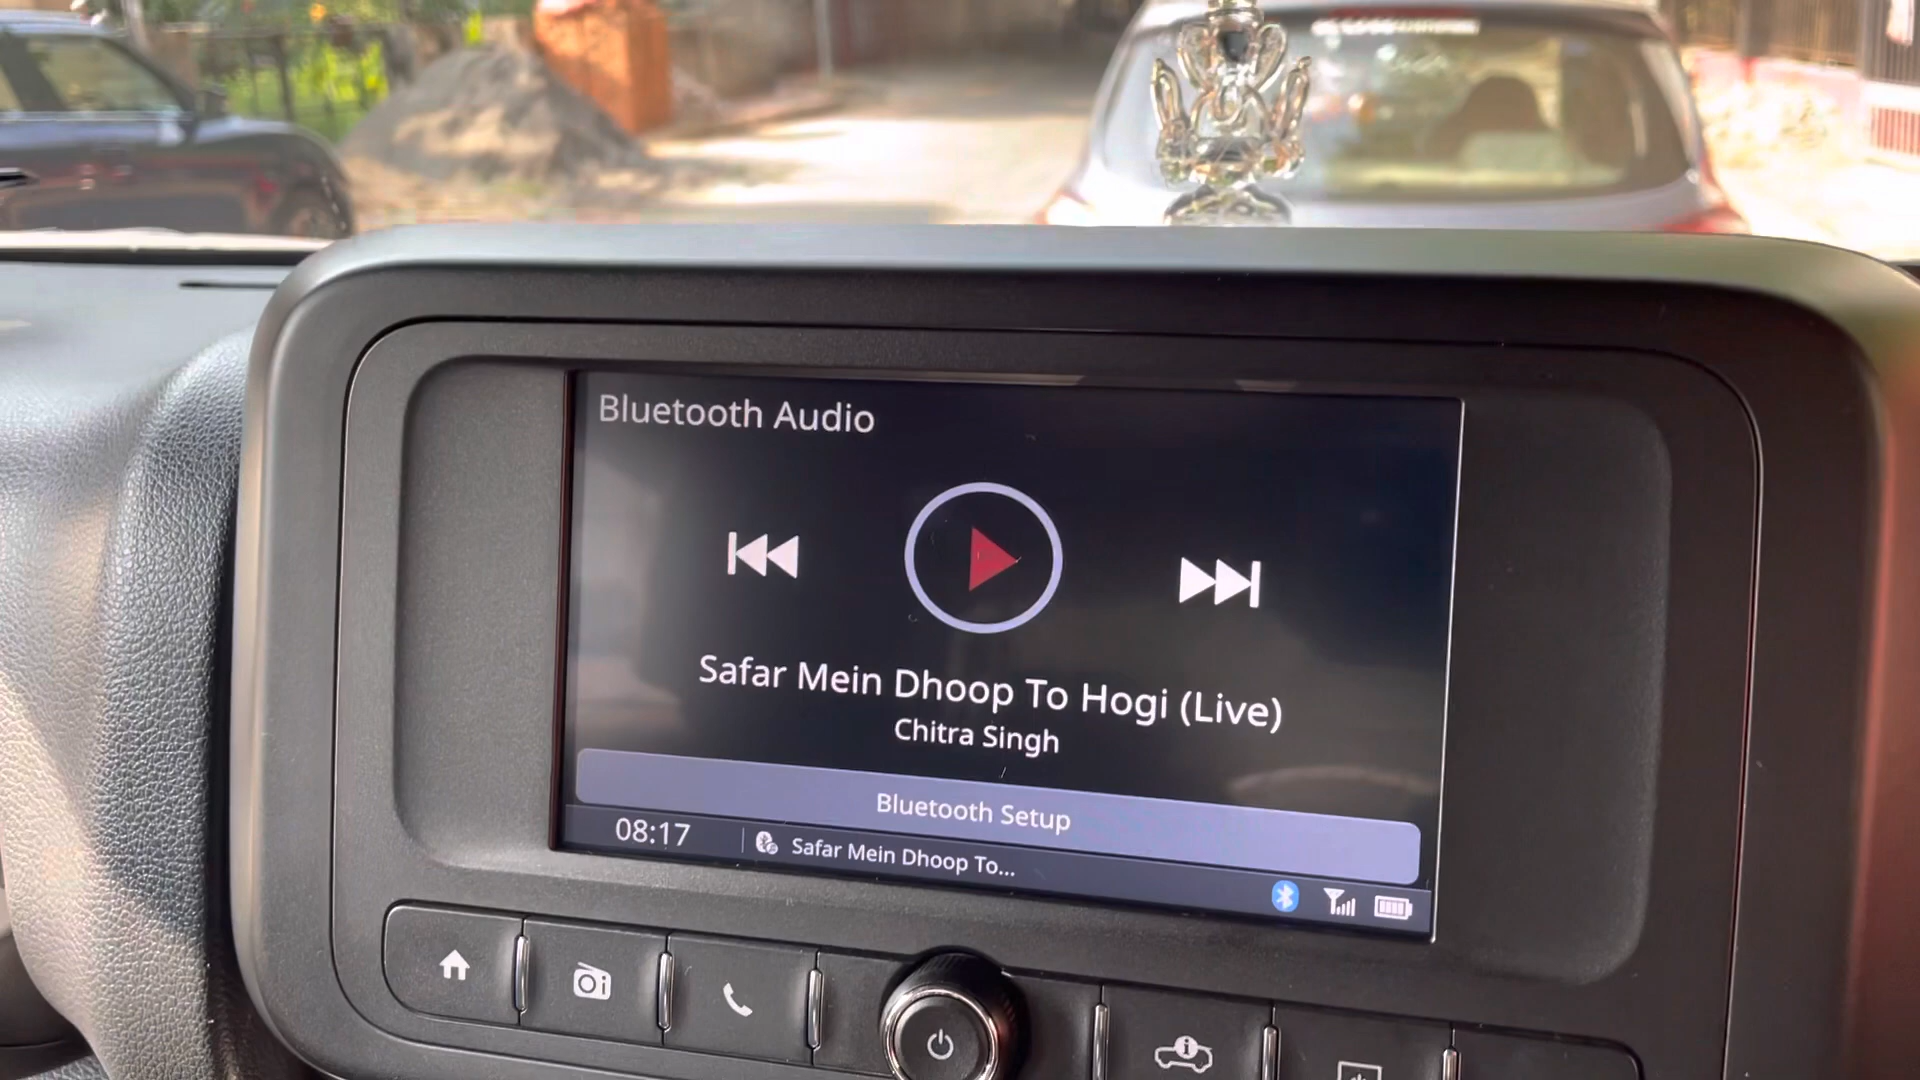 Bluetooth Audio
Safar Mein Dhoop To Hogi (Live)
Chitra Singh
Bluetooth Setup
08:17
Safar Mein Dhoop To...